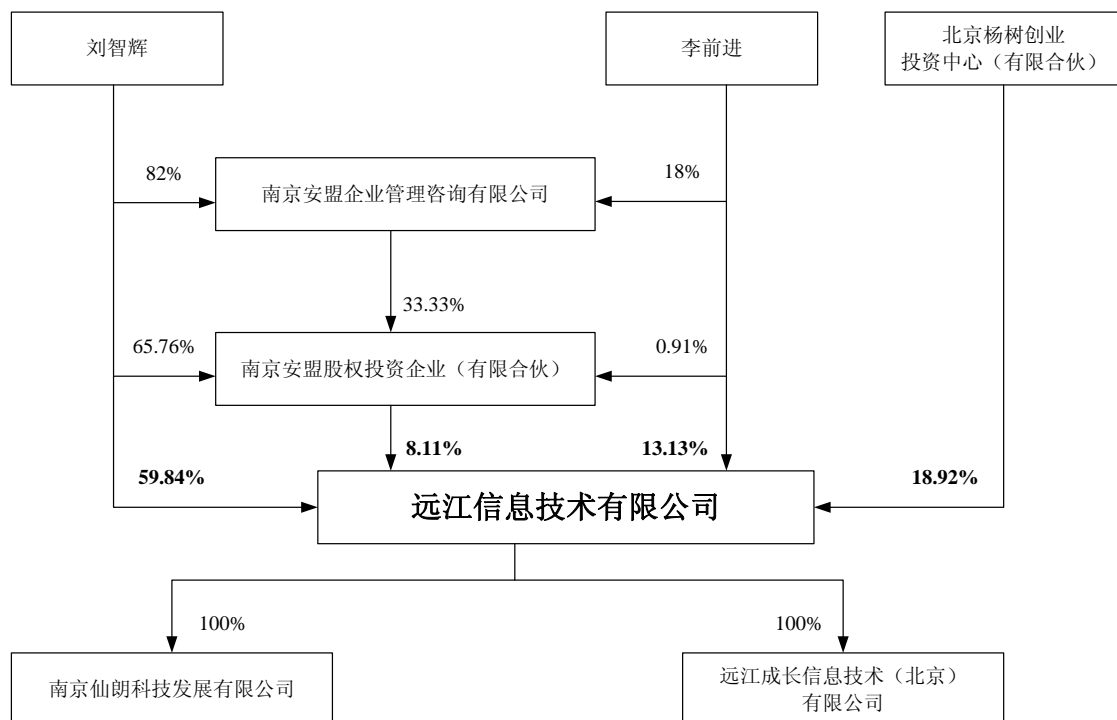 刘智辉
李前进
北京杨树创业
投资中心（有限合伙）
82%
18%
南京安盟企业管理咨询有限公司
33.33%
65.76%
0.91%
南京安盟股权投资企业（有限合伙）
8.11%
13.13%
59.84%
18.92%
远江信息技术有限公司
100%
100%
南京仙朗科技发展有限公司
远江成长信息技术（北京）
有限公司